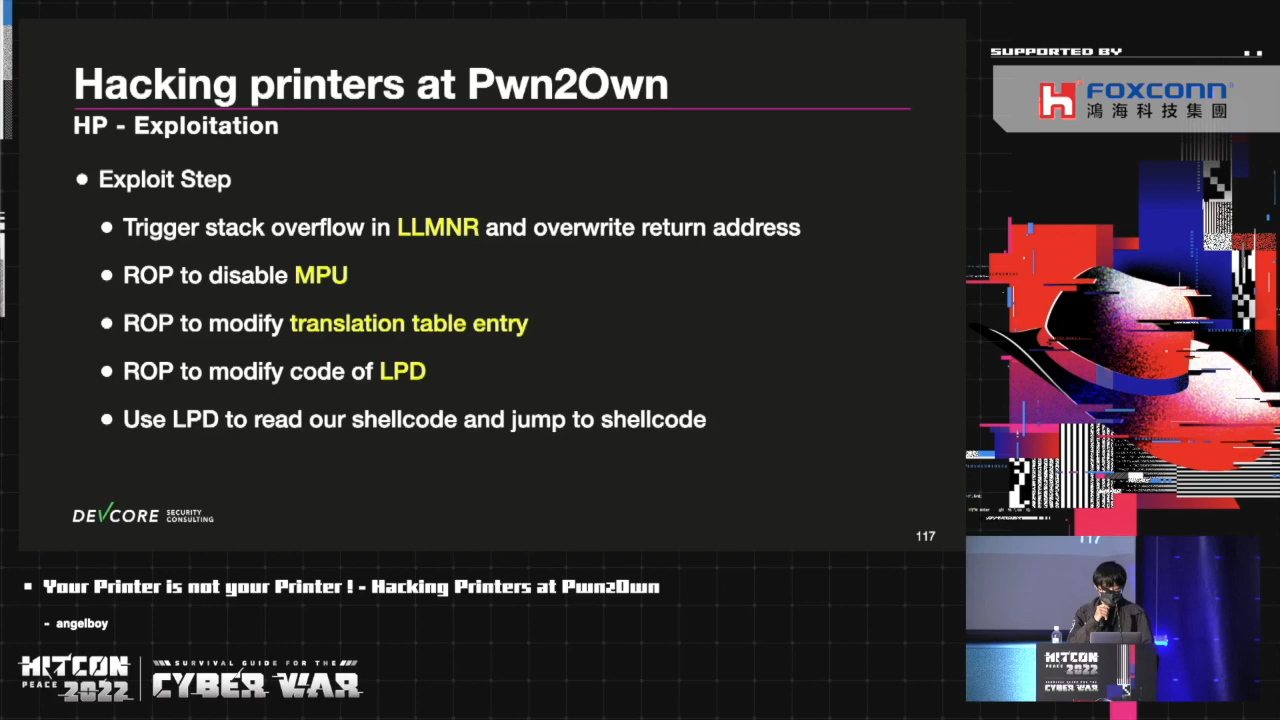 Hacking printers at Pwn2Own
HP - Exploitation
Exploit Step
Trigger stack overflow in LLMNR and overwrite return address
ROP to disable MPU
ROP to modify translation table entry
ROP to modify code of LPD
Use LPD to read our shellcode and jump to shellcode
DEVCORE SECURITY CONSULTING
117
SUPPORTED BY
FOXCONN
鴻海科技集團
117
HITCON
PEACE 2022
Your Printer is not your Printer ! - Hacking Printers at Pwn2Own
- angelboy
HITCON
PEACE 2022
SURVIVAL GUIDE FOR THE
CYBER WAR
CYBER WAR